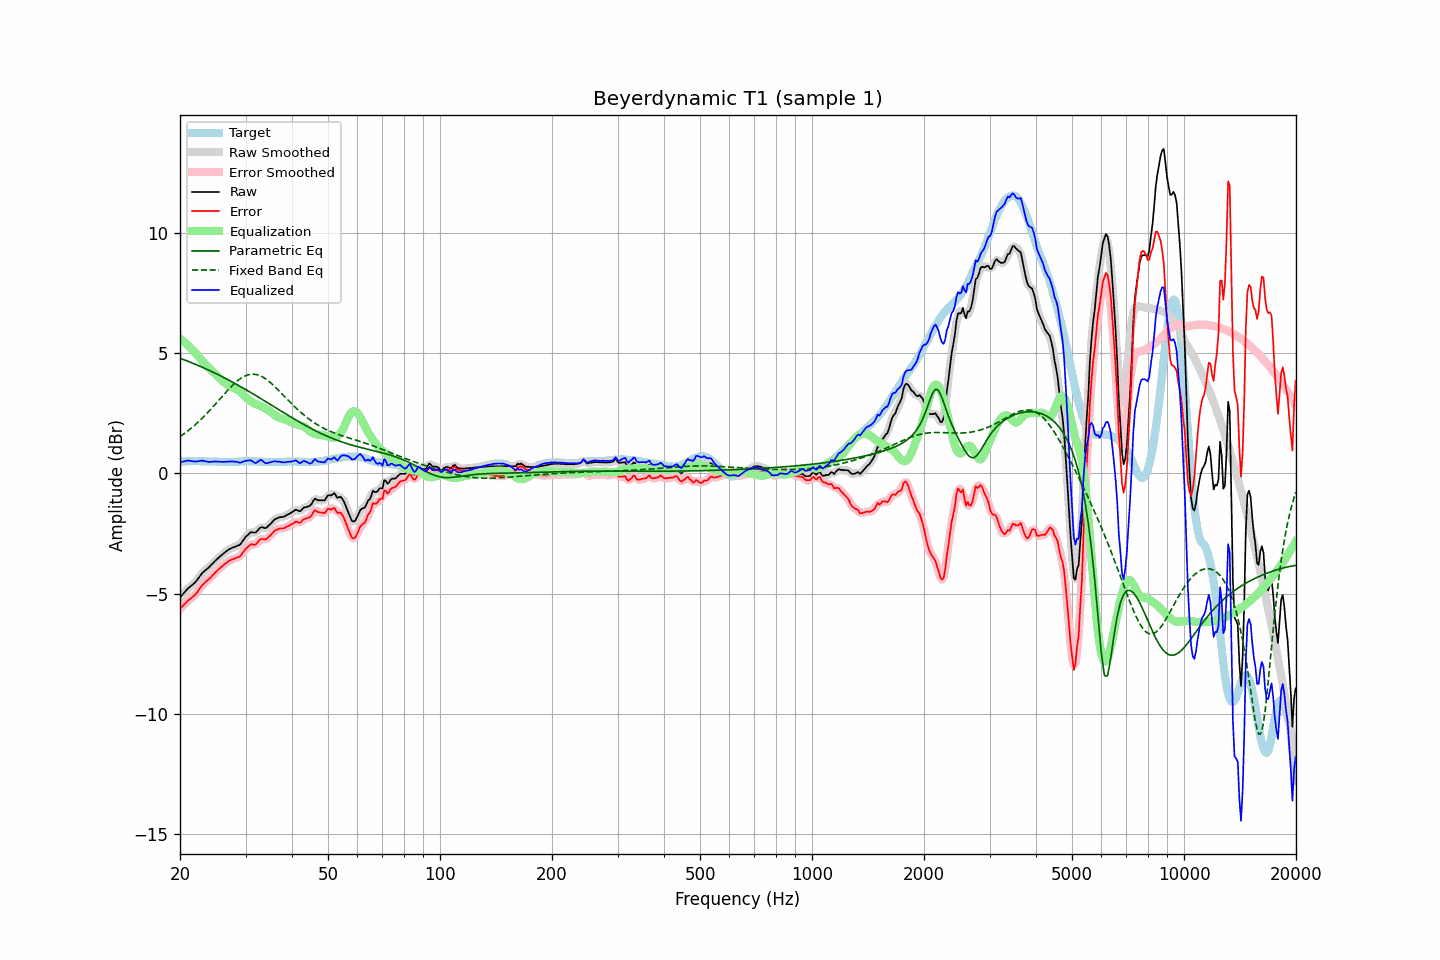 Beyerdynamic T1 (sample 1)
Target
Raw Smoothed
Error Smoothed
Raw
Error
Equalization
Parametric Eq
Fixed Band Eq
Equalized
Amplitude (dBr)
10
5
0
−5
−10
−15
20 50 100 200 500 1000 2000 5000 10000 20000
Frequency (Hz)